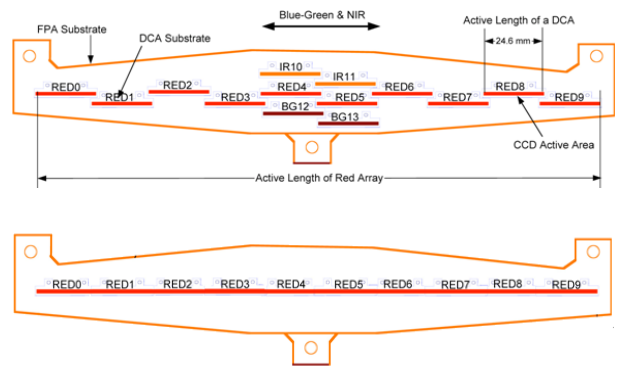 Blue-Green & NIR
Active Length of a DCA
FPA Substrate
DCA Substrate
24.6 mm
IR10
IR11
RED0
RED1
RED2
RED3
RED4
RED5
RED6
RED7
RED8
RED9
BG12
BG13
CCD Active Area
Active Length of Red Array
RED0 RED1 RED2 RED3 RED4 RED5 RED6 RED7 RED8 RED9